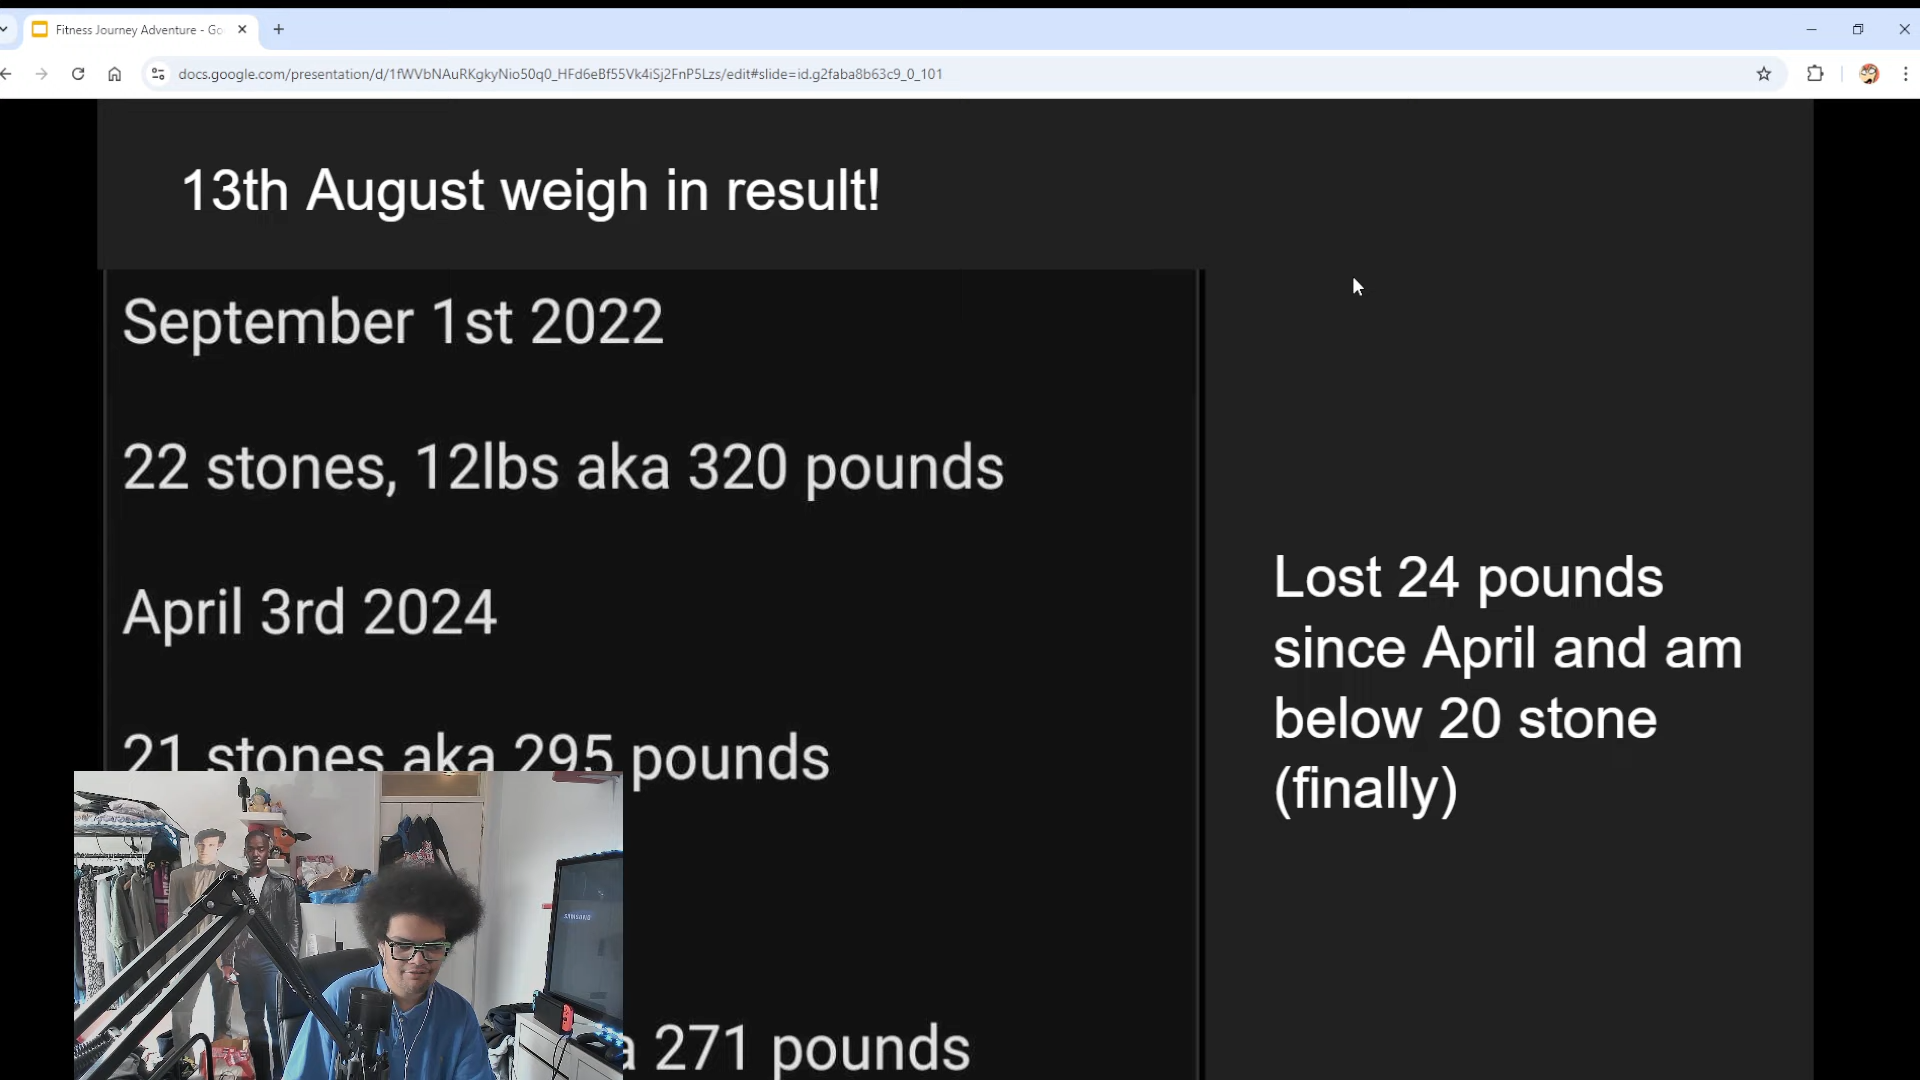 Fitness Journey Adventure - Go
docs.google.com/presentation/d/1fWVbNAuRKgkyNio50q0_HFd6eBf55Vk4iSj2FnP5Lzs/edit#slide=id.g2faba8b63c9_0_101
13th August weigh in result!
September 1st 2022
22 stones, 12lbs aka 320 pounds
April 3rd 2024
21 stones aka 295 pounds
a 271 pounds
Lost 24 pounds
since April and am
below 20 stone
(finally)
SAMSUNG